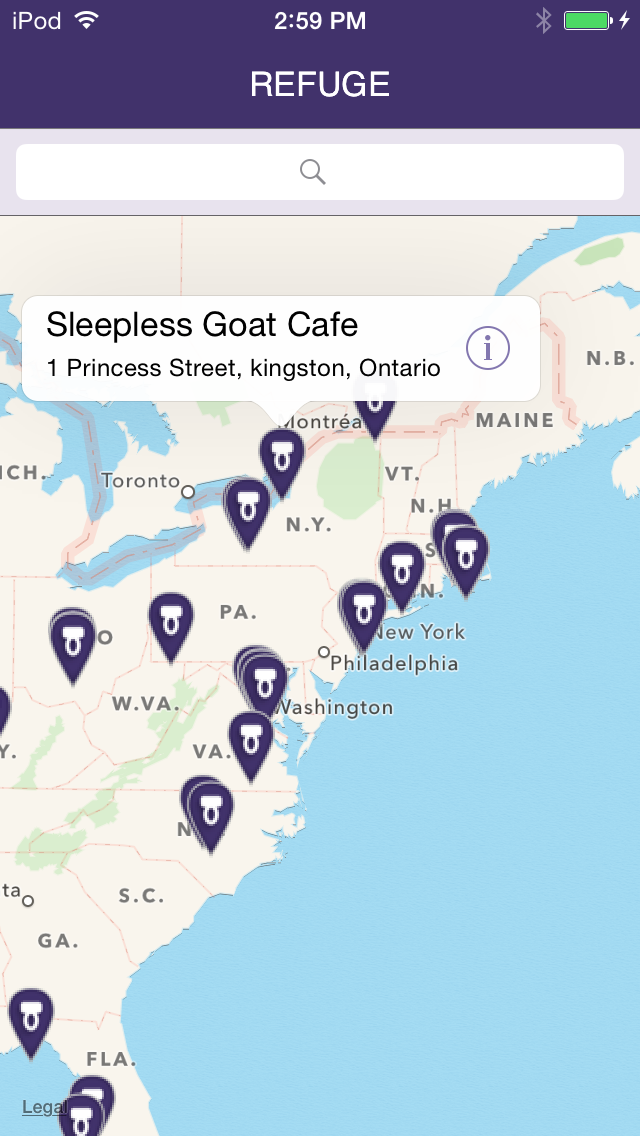 iPod
2:59 PM
REFUGE
Sleepless Goat Cafe
1 Princess Street, kingston, Ontario
N.B.
MAINE
Montréa
ICH.
Toronto
VT.
N.H.
N.Y.
N.
PA.
O
New York
Philadelphia
W.VA.
Washington
Y.
VA.
N
ta
S.C.
GA.
FLA.
Legal